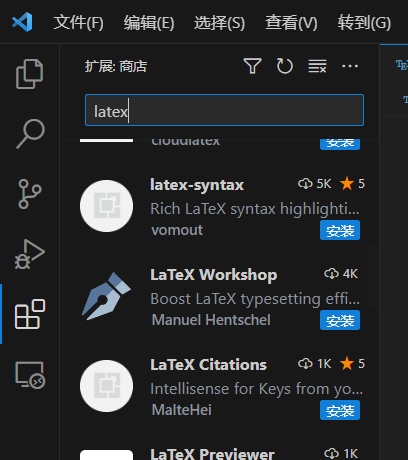 文件(F) 编辑(E) 选择(S) 查看(V) 转到(G)
扩展: 商店
latex
cloudlatex
安装
latex-syntax 5K 5
Rich LaTeX syntax highlighti...
vomout 安装
LaTeX Workshop 4K
Boost LaTeX typesetting effi...
Manuel Hentschel 安装
LaTeX Citations 1K 5
Intellisense for Keys from yo...
MalteHei 安装
LaTeX Previewer 1K